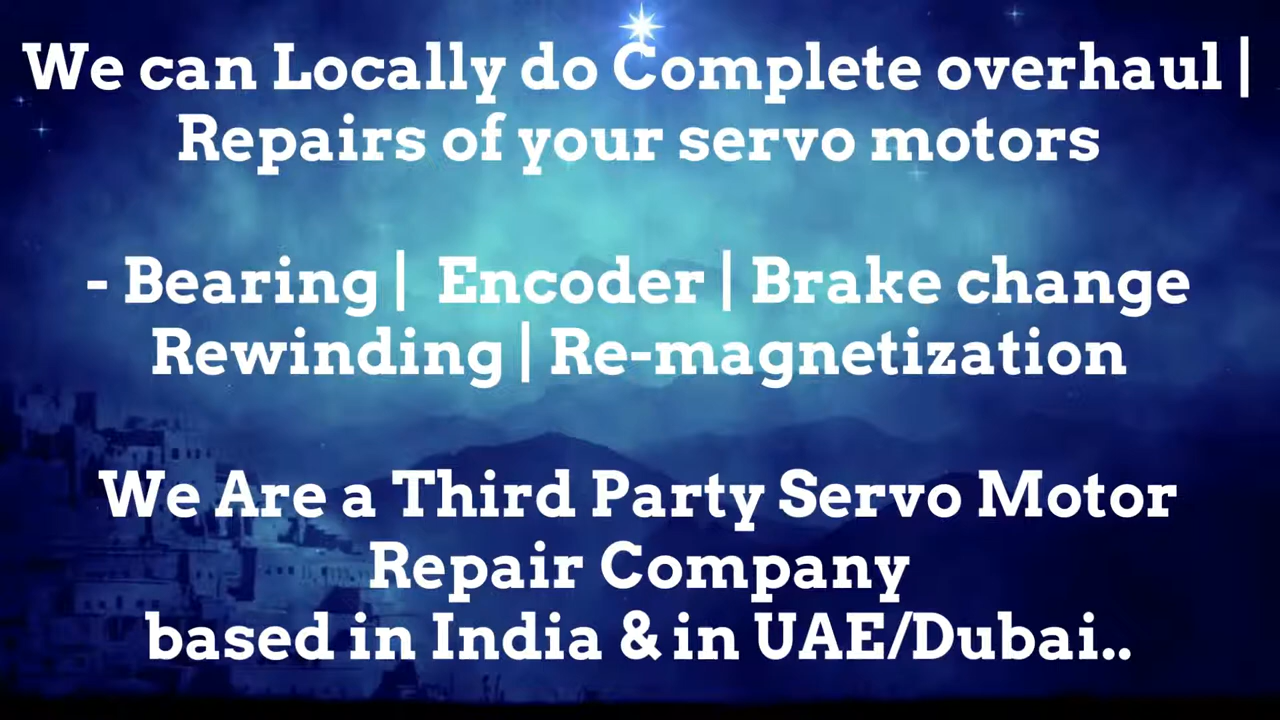 We can Locally do Complete overhaul |
Repairs of your servo motors
- Bearing | Encoder | Brake change
Rewinding | Re-magnetization
We Are a Third Party Servo Motor
Repair Company
based in India & in UAE/Dubai..